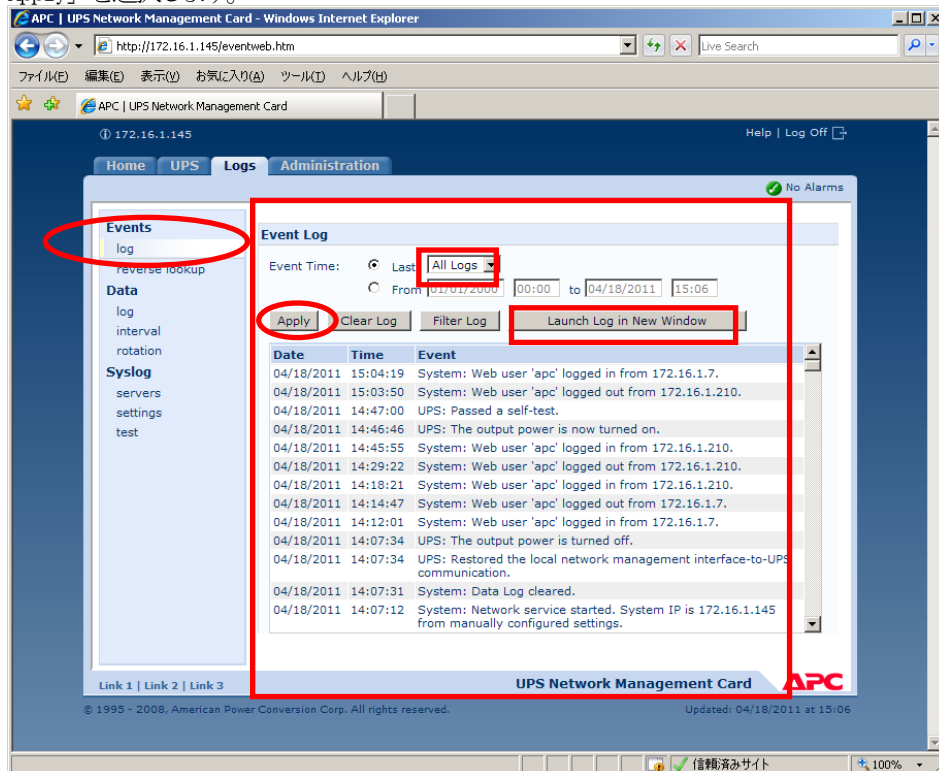 Apply」を選択します。
APC | UPS Network Management Card - Windows Internet Explorer
http://172.16.1.145/eventweb.htm
Live Search
ファイル(F) 編集(E) 表示(V) お気に入り(A) ツール(T) ヘルプ(H)
APC | UPS Network Management Card
172.16.1.145
Help | Log Off
Home UPS Logs Administration
No Alarms
Events
log
reverse lookup
Data
log
interval
rotation
Syslog
servers
settings
test
Event Log
Event Time: Last All Logs
From 01/01/2000 00:00 to 04/18/2011 15:06
Apply Clear Log Filter Log Launch Log in New Window
Date Time Event
04/18/2011 15:04:19 System: Web user 'apc' logged in from 172.16.1.7.
04/18/2011 15:03:50 System: Web user 'apc' logged out from 172.16.1.210.
04/18/2011 14:47:00 UPS: Passed a self-test.
04/18/2011 14:46:46 UPS: The output power is now turned on.
04/18/2011 14:45:55 System: Web user 'apc' logged in from 172.16.1.210.
04/18/2011 14:29:22 System: Web user 'apc' logged out from 172.16.1.210.
04/18/2011 14:18:21 System: Web user 'apc' logged in from 172.16.1.210.
04/18/2011 14:14:47 System: Web user 'apc' logged out from 172.16.1.7.
04/18/2011 14:12:01 System: Web user 'apc' logged in from 172.16.1.7.
04/18/2011 14:07:34 UPS: The output power is turned off.
04/18/2011 14:07:34 UPS: Restored the local network management interface-to-UPS
communication.
04/18/2011 14:07:31 System: Data Log cleared.
04/18/2011 14:07:12 System: Network service started. System IP is 172.16.1.145
from manually configured settings.
Link 1 | Link 2 | Link 3
UPS Network Management Card
APC
© 1995 - 2008, American Power Conversion Corp. All rights reserved.
Updated: 04/18/2011 at 15:06
信頼済みサイト
100%